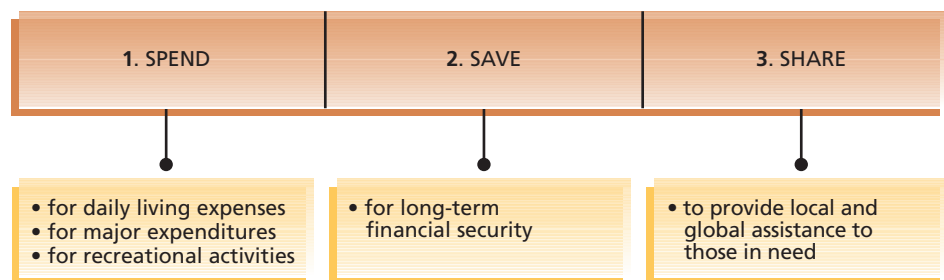 1. SPEND
2. SAVE
3. SHARE
• for daily living expenses
• for major expenditures
• for recreational activities
• for long-term
financial security
• to provide local and
global assistance to
those in need